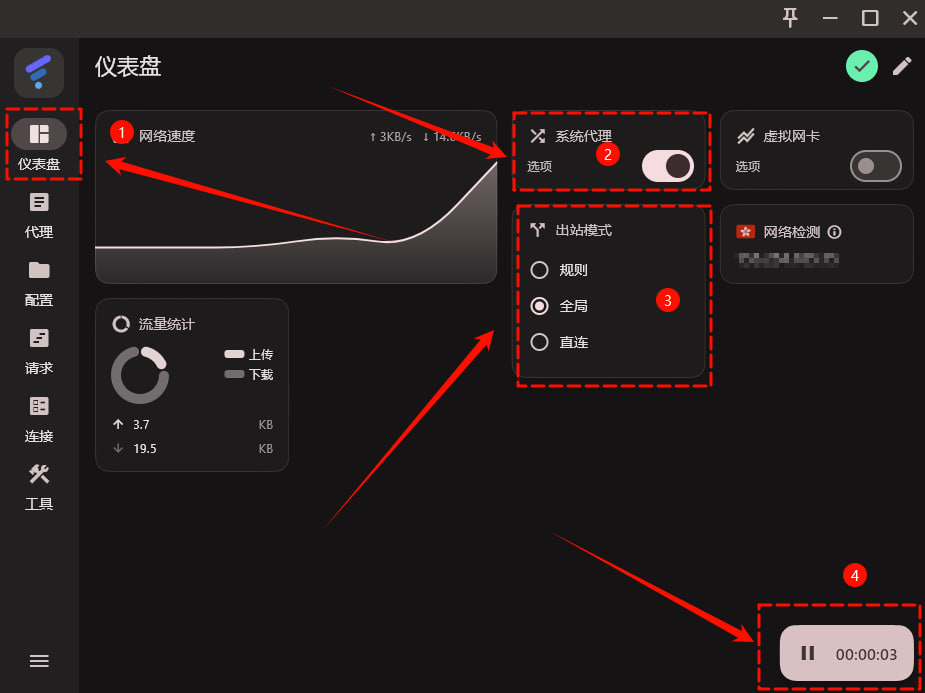 仪表盘
仪表盘
代理
配置
请求
连接
工具
1
网络速度
↑ 3KB/s
↓
流量统计
上传
下载
↑ 3.7 KB
↓ 19.5 KB
系统代理
2
选项
出站模式
规则
全局
3
直连
虚拟网卡
选项
网络检测
4
00:00:03